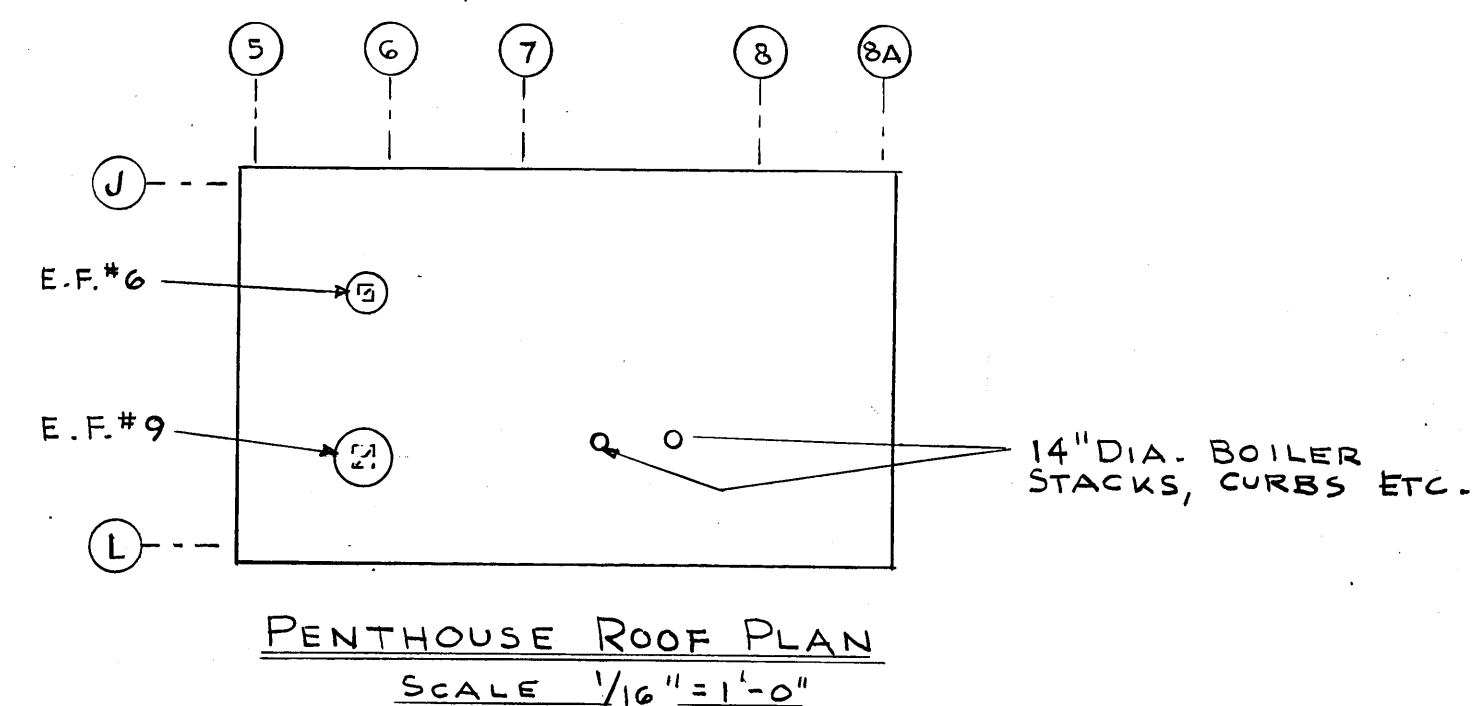 5 6 7 8 8A
J
E.F. #6
E.F. #9
14" DIA. BOILER
STACKS, CURBS ETC.
L
PENTHOUSE ROOF PLAN
SCALE 1/16" = 1'-0"